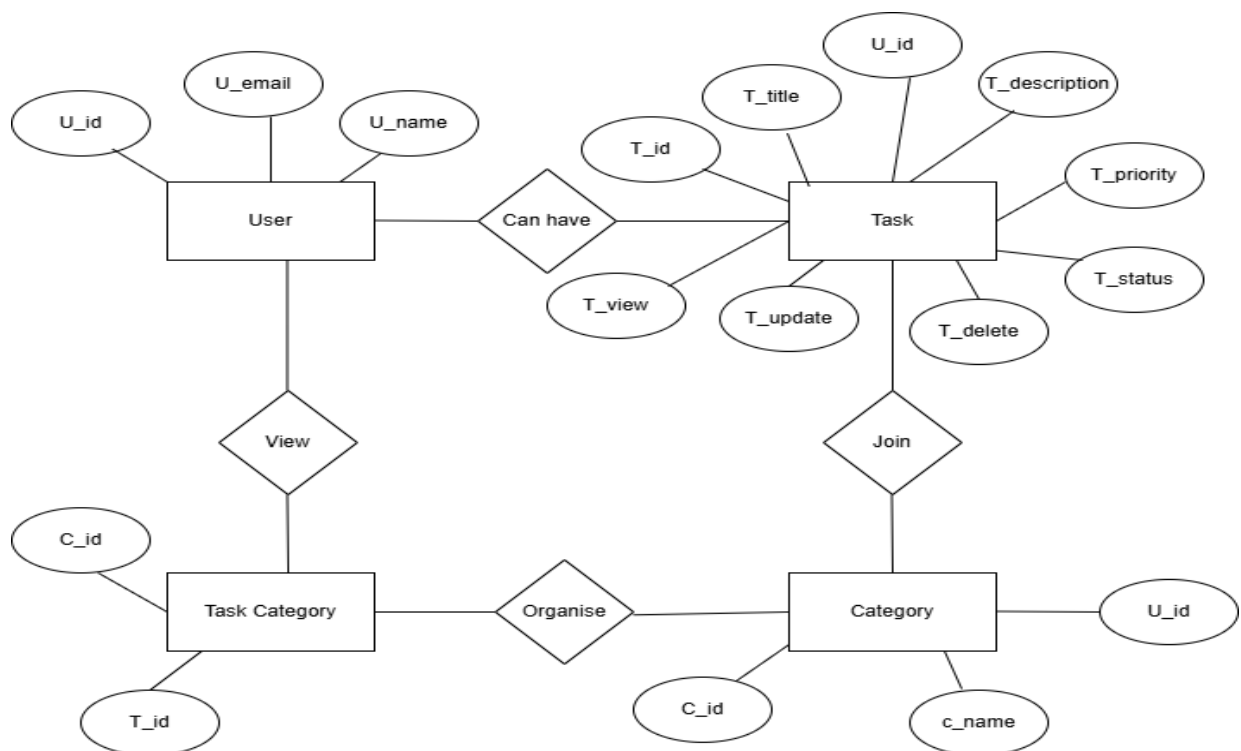 U_id
U_email
U_name
User
Can have
T_id
T_title
U_id
T_description
T_priority
T_status
Task
T_view
T_update
T_delete
View
Join
C_id
Task Category
T_id
Organise
Category
U_id
C_id
c_name